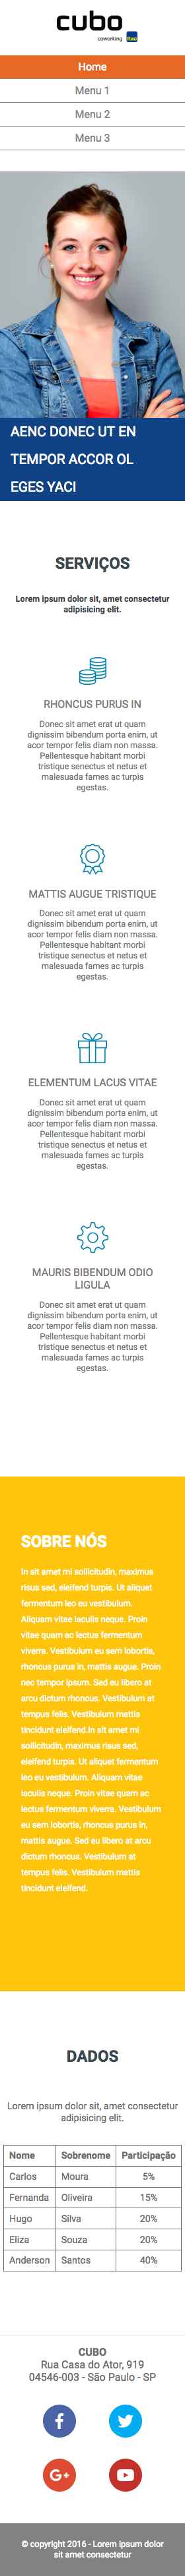 cubo
coworking Itaú
Home
Menu 1
Menu 2
Menu 3
AENC DONEC UT EN
TEMPOR ACCOR OL
EGES YACI
SERVIÇOS
Lorem ipsum dolor sit, amet consectetur
adipisicing elit.
RHONCUS PURUS IN
Donec sit amet erat ut quam
dignissim bibendum porta enim, ut
acor tempor felis diam non massa.
Pellentesque habitant morbi
tristique senectus et netus et
malesuada fames ac turpis
egestas.
MATTIS AUGUE TRISTIQUE
Donec sit amet erat ut quam
dignissim bibendum porta enim, ut
acor tempor felis diam non massa.
Pellentesque habitant morbi
tristique senectus et netus et
malesuada fames ac turpis
egestas.
ELEMENTUM LACUS VITAE
Donec sit amet erat ut quam
dignissim bibendum porta enim, ut
acor tempor felis diam non massa.
Pellentesque habitant morbi
tristique senectus et netus et
malesuada fames ac turpis
egestas.
MAURIS BIBENDUM ODIO
LIGULA
Donec sit amet erat ut quam
dignissim bibendum porta enim, ut
acor tempor felis diam non massa.
Pellentesque habitant morbi
tristique senectus et netus et
malesuada fames ac turpis
egestas.
SOBRE NÓS
In sit amet mi sollicitudin, maximus
risus sed, eleifend turpis. Ut aliquet
fermentum leo eu vestibulum.
Aliquam vitae iaculis neque. Proin
vitae quam ac lectus fermentum
viverra. Vestibulum eu sem lobortis,
rhoncus purus in, mattis augue. Proin
nec tempor ipsum. Sed eu libero at
arcu dictum rhoncus. Vestibulum at
tempus felis. Vestibulum mattis
tincidunt eleifend.In sit amet mi
sollicitudin, maximus risus sed,
eleifend turpis. Ut aliquet fermentum
leo eu vestibulum. Aliquam vitae
iaculis neque. Proin vitae quam ac
lectus fermentum viverra. Vestibulum
eu sem lobortis, rhoncus purus in,
mattis augue. Sed eu libero at arcu
dictum rhoncus. Vestibulum at
tempus felis. Vestibulum mattis
tincidunt eleifend.
DADOS
Lorem ipsum dolor sit, amet consectetur
adipisicing elit.
Nome Sobrenome Participação
Carlos Moura 5%
Fernanda Oliveira 15%
Hugo Silva 20%
Eliza Souza 20%
Anderson Santos 40%
CUBO
Rua Casa do Ator, 919
04546-003 - São Paulo - SP
f
G+
© copyright 2016 - Lorem ipsum dolor
sit amet consectetur